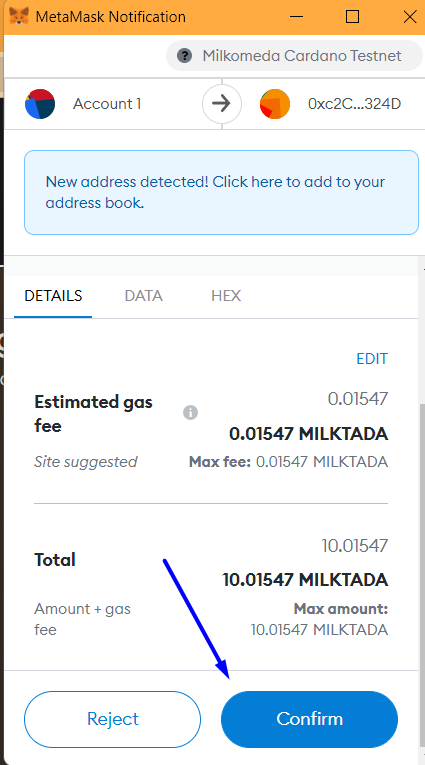 MetaMask Notification
Milkomeda Cardano Testnet
Account 1
0xc2C...324D
New address detected! Click here to add to your
address book.
DETAILS DATA HEX
EDIT
Estimated gas
fee
0.01547
0.01547 MILKTADA
Site suggested
Max fee: 0.01547 MILKTADA
Total
10.01547
10.01547 MILKTADA
Amount + gas
fee
Max amount:
10.01547 MILKTADA
Reject
Confirm